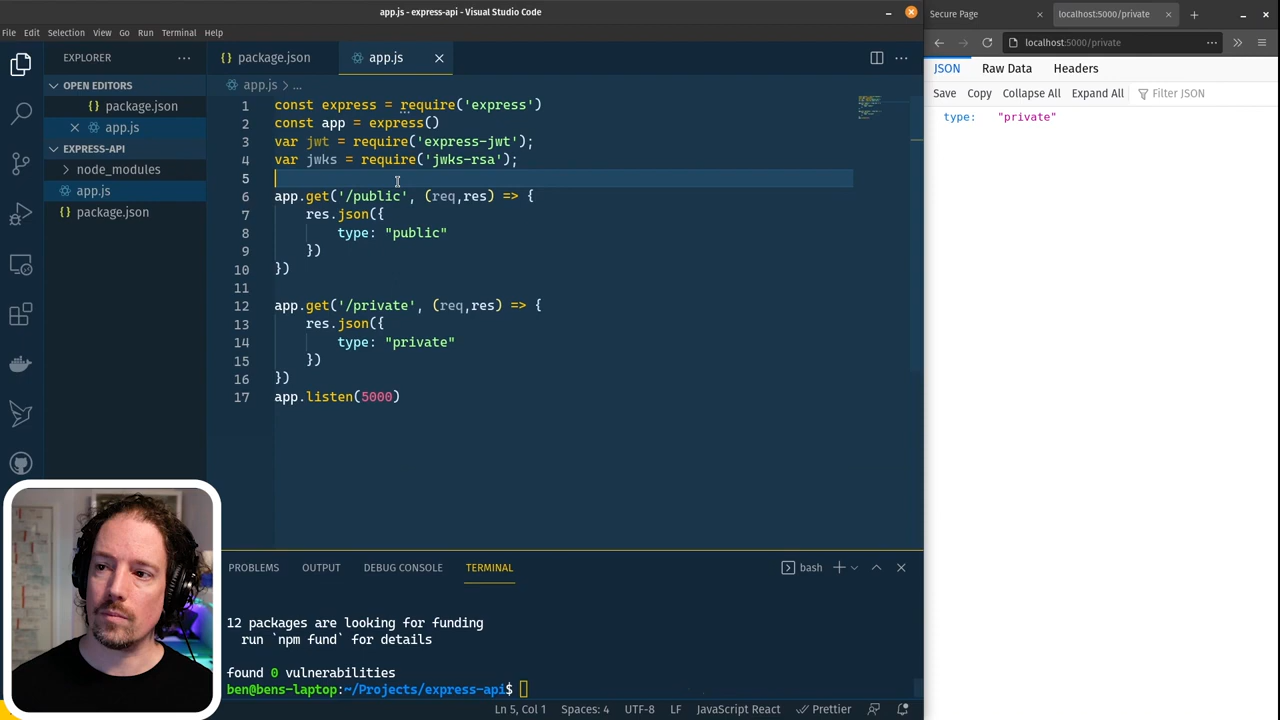 app.js - express-api - Visual Studio Code
File Edit Selection View Go Run Terminal Help
EXPLORER
OPEN EDITORS
package.json
app.js
EXPRESS-API
node_modules
app.js
package.json
package.json
app.js
app.js > ...
1 const express = require('express')
2 const app = express()
3 var jwt = require('express-jwt');
4 var jwks = require('jwks-rsa');
5
6 app.get('/public', (req,res) => {
7 res.json({
8 type: "public"
9 })
10 })
11
12 app.get('/private', (req,res) => {
13 res.json({
14 type: "private"
15 })
16 })
17 app.listen(5000)
PROBLEMS OUTPUT DEBUG CONSOLE TERMINAL
bash
12 packages are looking for funding
run `npm fund` for details
found 0 vulnerabilities
ben@bens-laptop:~/Projects/express-api$
Ln 5, Col 1 Spaces: 4 UTF-8 LF JavaScript React Prettier
Secure Page
localhost:5000/private
localhost:5000/private
JSON Raw Data Headers
Save Copy Collapse All Expand All Filter JSON
type: "private"